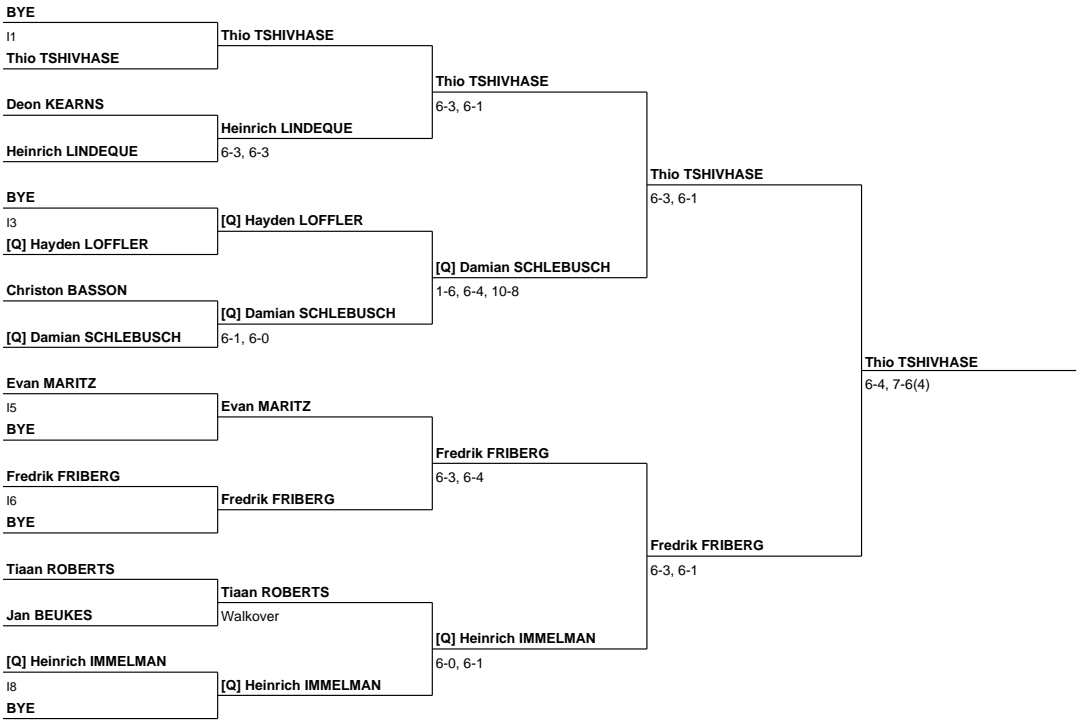 BYE
I1
Thio TSHIVHASE
Thio TSHIVHASE
Deon KEARNS
Heinrich LINDEQUE
Heinrich LINDEQUE
6-3, 6-3
Thio TSHIVHASE
6-3, 6-1
BYE
I3
[Q] Hayden LOFFLER
[Q] Hayden LOFFLER
Christon BASSON
[Q] Damian SCHLEBUSCH
[Q] Damian SCHLEBUSCH
6-1, 6-0
[Q] Damian SCHLEBUSCH
1-6, 6-4, 10-8
Thio TSHIVHASE
6-3, 6-1
Evan MARITZ
I5
BYE
Evan MARITZ
Fredrik FRIBERG
I6
BYE
Fredrik FRIBERG
Fredrik FRIBERG
6-3, 6-4
Tiaan ROBERTS
Jan BEUKES
Tiaan ROBERTS
Walkover
[Q] Heinrich IMMELMAN
I8
BYE
[Q] Heinrich IMMELMAN
[Q] Heinrich IMMELMAN
6-0, 6-1
Fredrik FRIBERG
6-3, 6-1
Thio TSHIVHASE
6-4, 7-6(4)